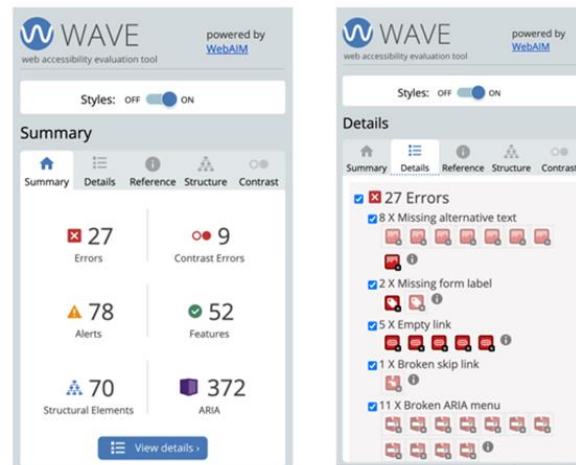 WAVE
powered by
WebAIM
web accessibility evaluation tool
Styles: OFF ON
Summary
Summary Details Reference Structure Contrast
27
Errors
9
Contrast Errors
78
Alerts
52
Features
70
Structural Elements
372
ARIA
View details ›
WAVE
powered by
WebAIM
web accessibility evaluation tool
Styles: OFF ON
Details
Summary Details Reference Structure Contrast
27 Errors
8 X Missing alternative text
2 X Missing form label
5 X Empty link
1 X Broken skip link
11 X Broken ARIA menu